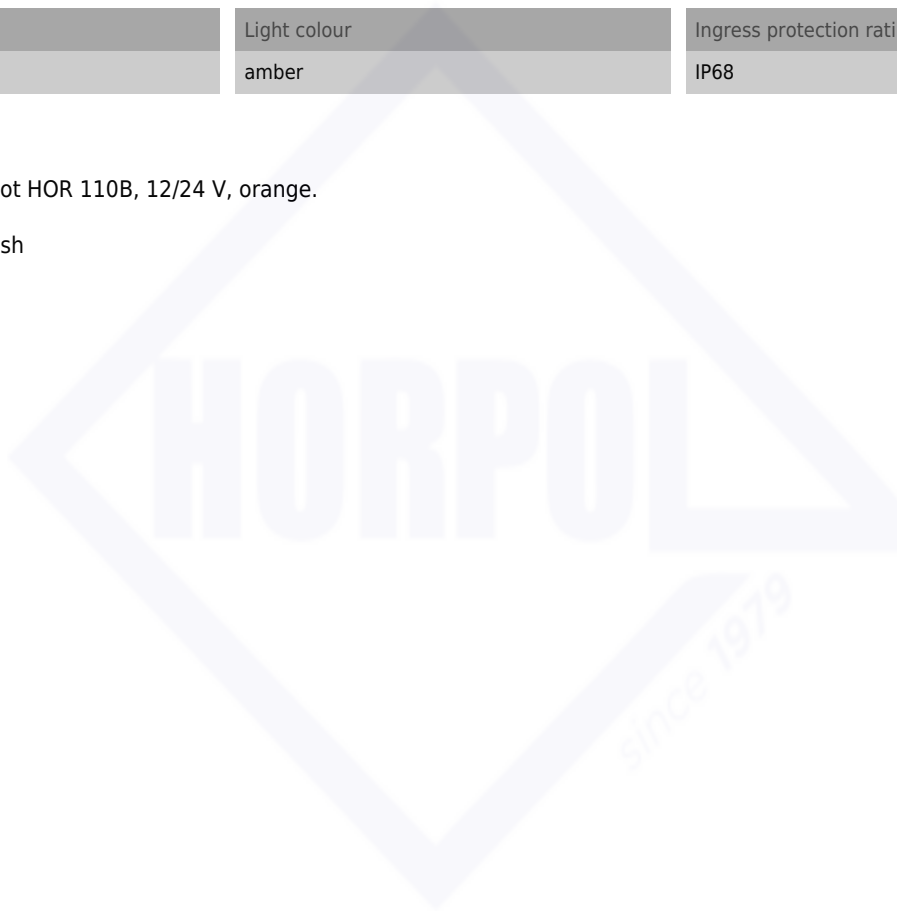 Light colour Ingress protection rati
amber IP68
ot HOR 110B, 12/24 V, orange.
sh
HORPOL
since 1979